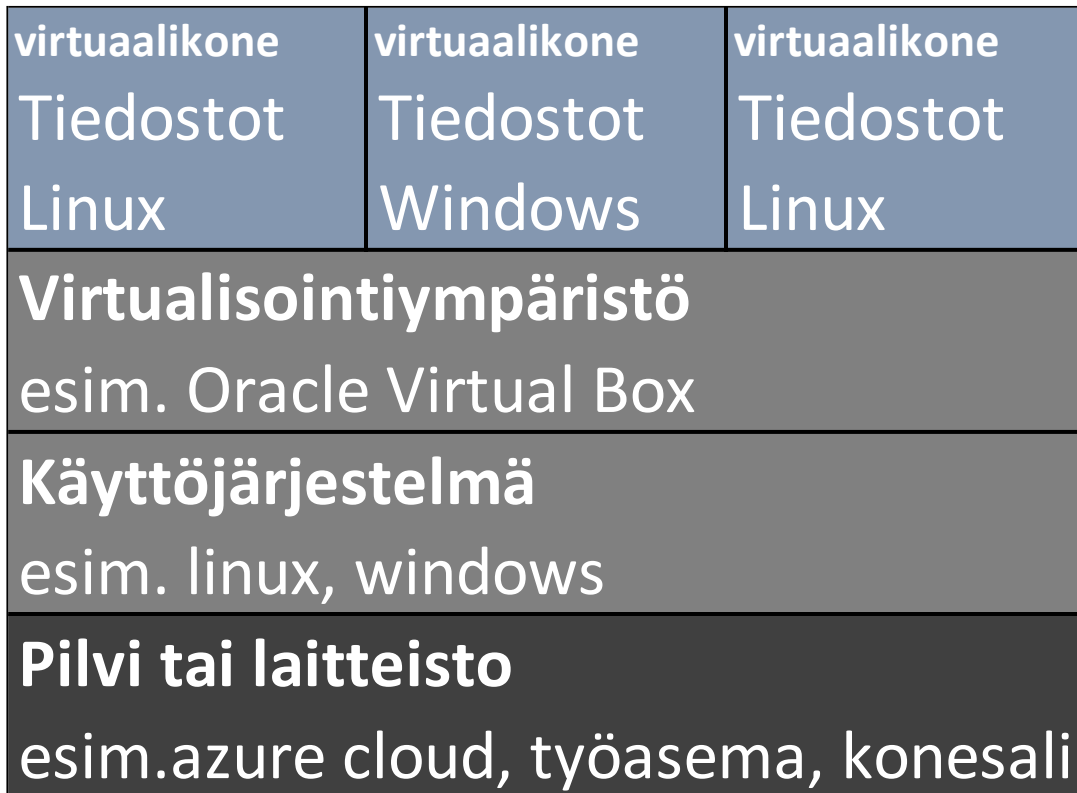 virtuaalikone
Tiedostot
Linux
virtuaalikone
Tiedostot
Windows
virtuaalikone
Tiedostot
Linux
Virtualisointiympäristö
esim. Oracle Virtual Box
Käyttöjärjestelmä
esim. linux, windows
Pilvi tai laitteisto
esim.azure cloud, työasema, konesali